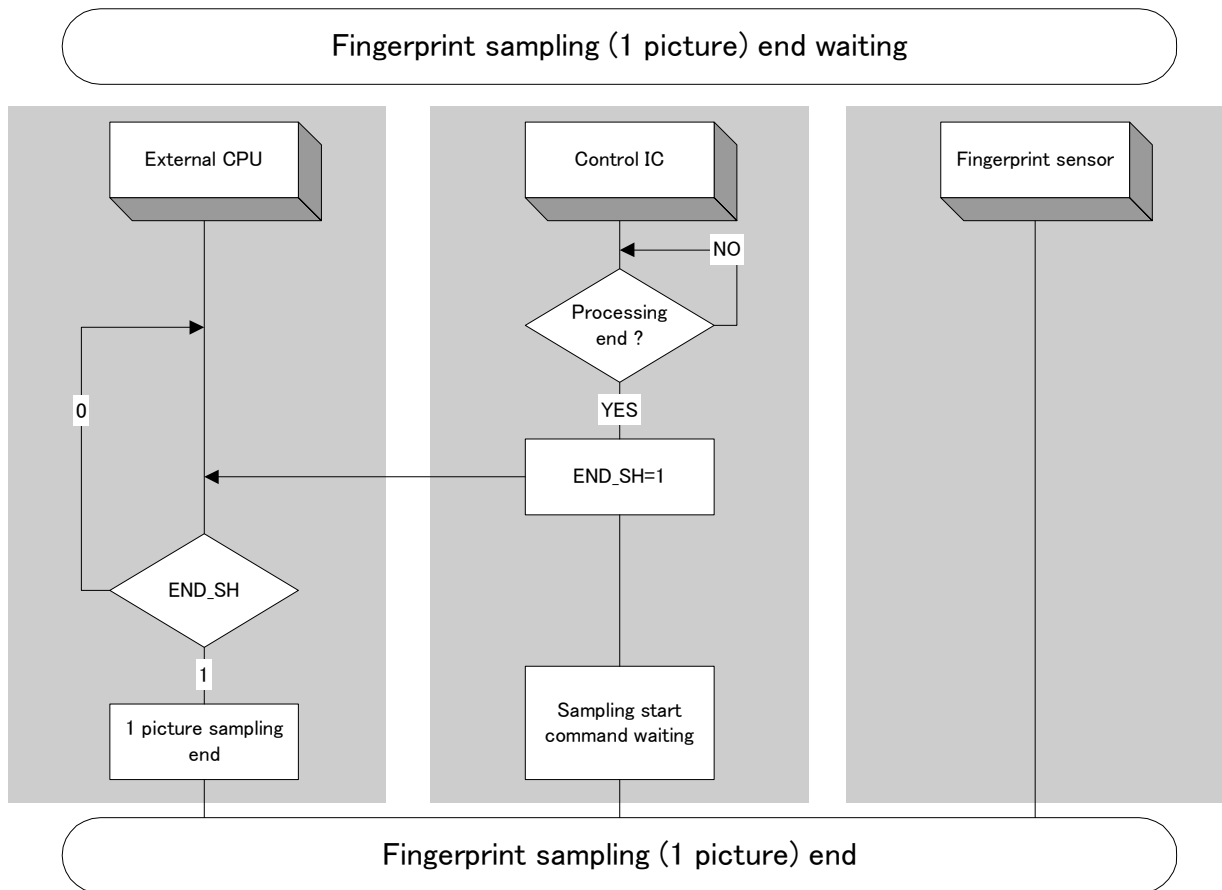 Fingerprint sampling (1 picture) end waiting
External CPU
Control IC
Fingerprint sensor
NO
Processing
end ?
0
YES
END_SH=1
END_SH
1
1 picture sampling
end
Sampling start
command waiting
Fingerprint sampling (1 picture) end